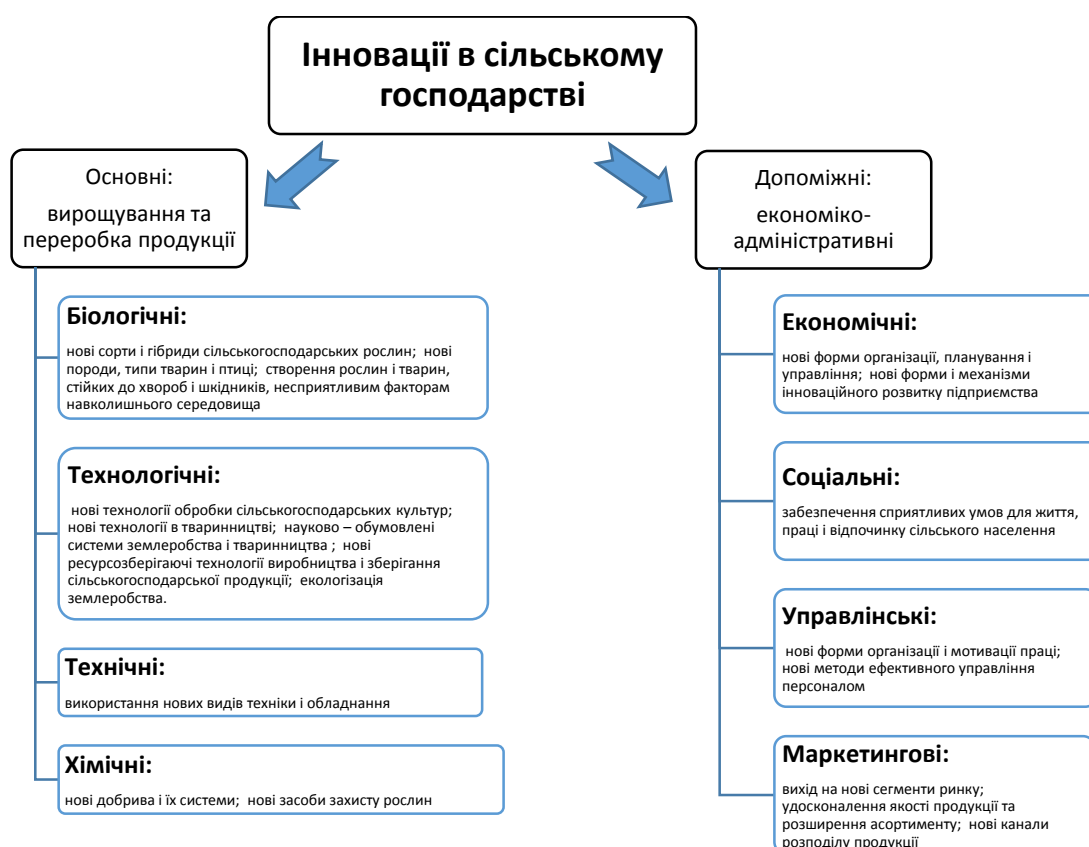 Інновації в сільському
господарстві
Основні:
вирощування та
переробка продукції
Біологічні:
нові сорти і гібриди сільськогосподарських рослин; нові
породи, типи тварин і птиці; створення рослин і тварин,
стійких до хвороб і шкідників, несприятливим факторам
навколишнього середовища
Технологічні:
нові технології обробки сільськогосподарських культур;
нові технології в тваринництві; науково – обумовлені
системи землеробства і тваринництва ; нові
ресурсозберігаючі технології виробництва і зберігання
сільськогосподарської продукції; екологізація
землеробства.
Технічні:
використання нових видів техніки і обладнання
Хімічні:
нові добрива і їх системи; нові засоби захисту рослин
Допоміжні:
економіко-
адміністративні
Економічні:
нові форми організації, планування і
управління; нові форми і механізми
інноваційного розвитку підприємства
Соціальні:
забезпечення сприятливих умов для життя,
праці і відпочинку сільського населення
Управлінські:
нові форми організації і мотивації праці;
нові методи ефективного управління
персоналом
Маркетингові:
вихід на нові сегменти ринку;
удосконалення якості продукції та
розширення асортименту; нові канали
розподілу продукції